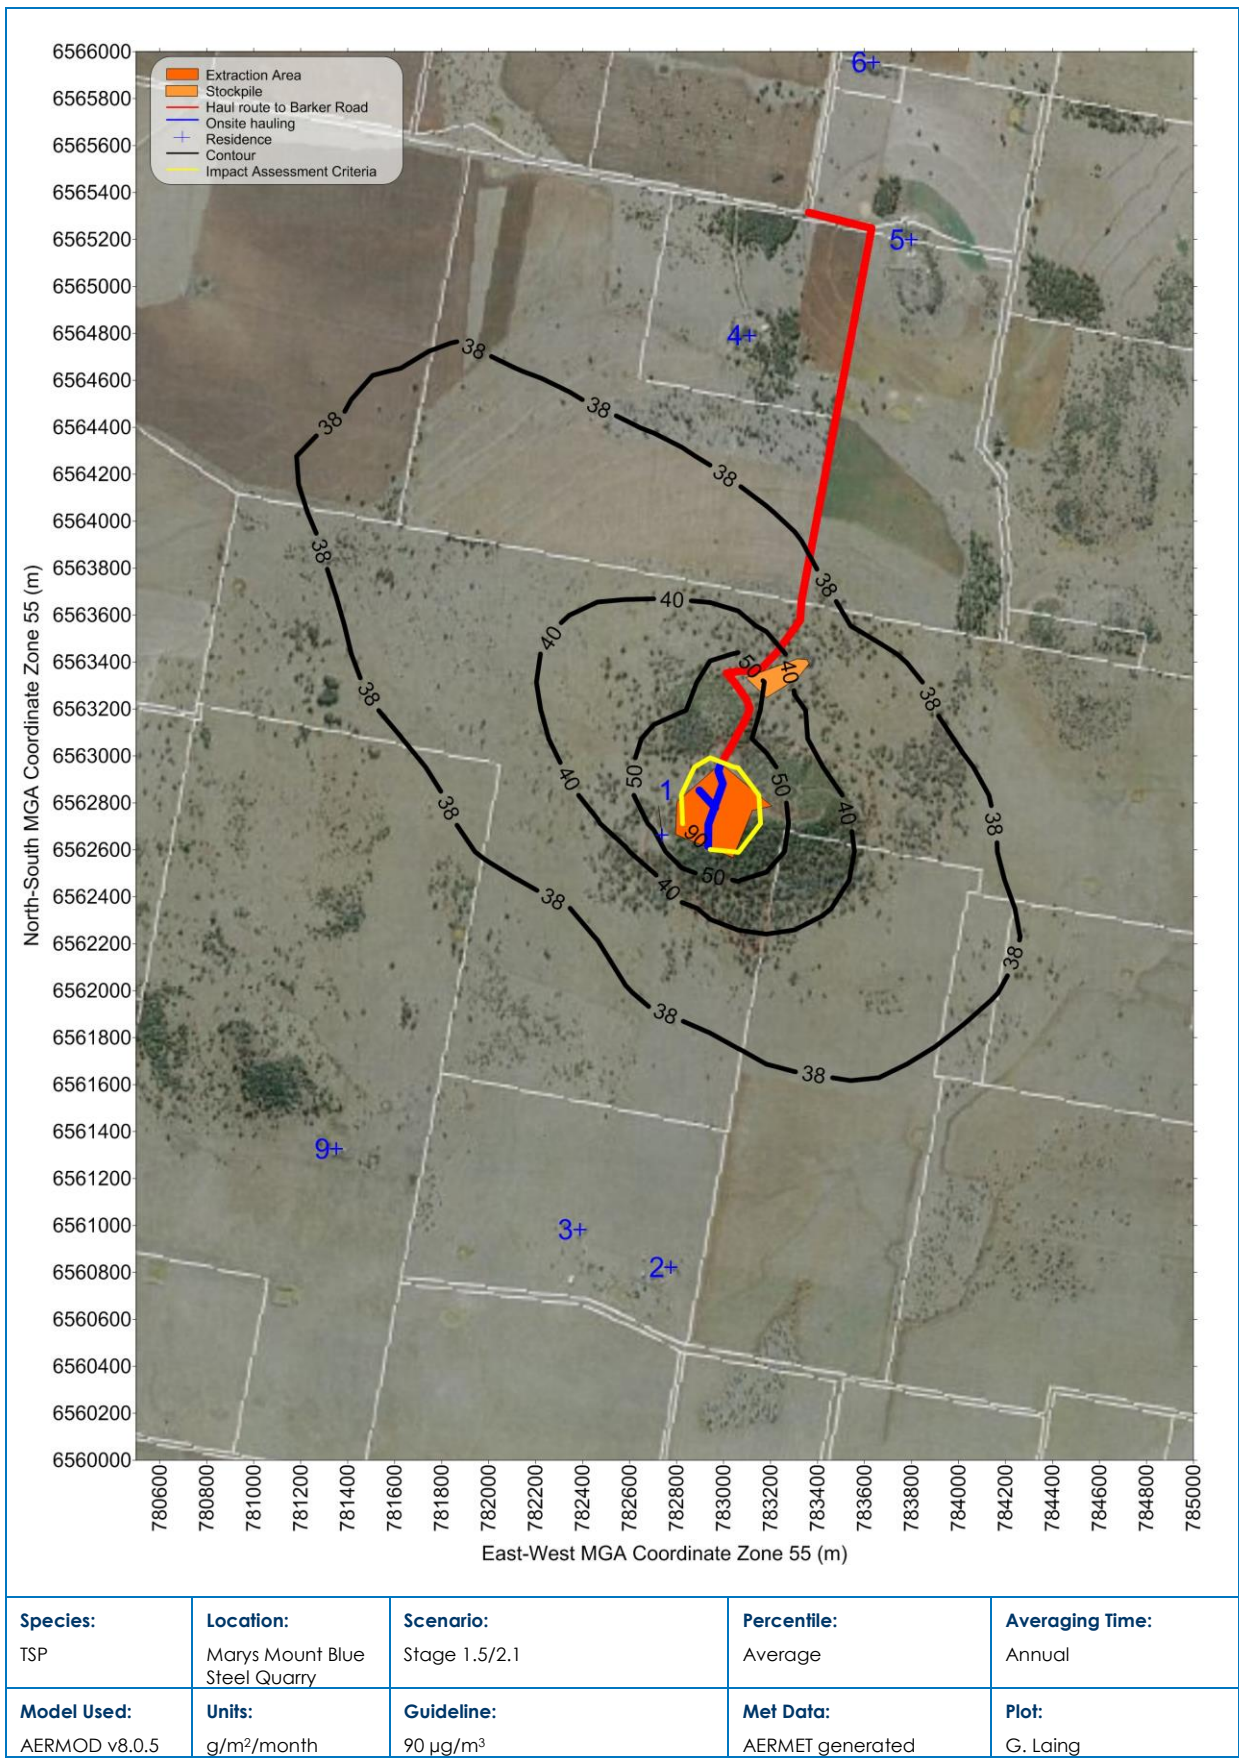 6566000
6565800
6565600
6565400
6565200
6565000
6564800
6564600
6564400
6564200
6564000
6563800
6563600
6563400
6563200
6563000
6562800
6562600
6562400
6562200
6562000
6561800
6561600
6561400
6561200
6561000
6560800
6560600
6560400
6560200
6560000
North-South MGA Coordinate Zone 55 (m)
Extraction Area
Stockpile
Haul route to Barker Road
Onsite hauling
Residence
Contour
Impact Assessment Criteria
6+
5+
4+
38
38
38
38
38
38
40
40
50
40
38
38
1
50
40
50
40
38
38
90
50
40
38
38
38
38
9+
3+
2+
780600
780800
781000
781200
781400
781600
781800
782000
782200
782400
782600
782800
783000
783200
783400
783600
783800
784000
784200
784400
784600
784800
785000
East-West MGA Coordinate Zone 55 (m)
Species:
TSP
Location:
Marys Mount Blue
Steel Quarry
Scenario:
Stage 1.5/2.1
Percentile:
Average
Averaging Time:
Annual
Model Used:
AERMOD v8.0.5
Units:
g/m²/month
Guideline:
90 µg/m³
Met Data:
AERMET generated
Plot:
G. Laing